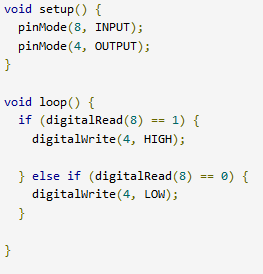 void setup() {
  pinMode(8, INPUT);
  pinMode(4, OUTPUT);
}

void loop() {
  if (digitalRead(8) == 1) {
    digitalWrite(4, HIGH);

  } else if (digitalRead(8) == 0) {
    digitalWrite(4, LOW);
  }

}